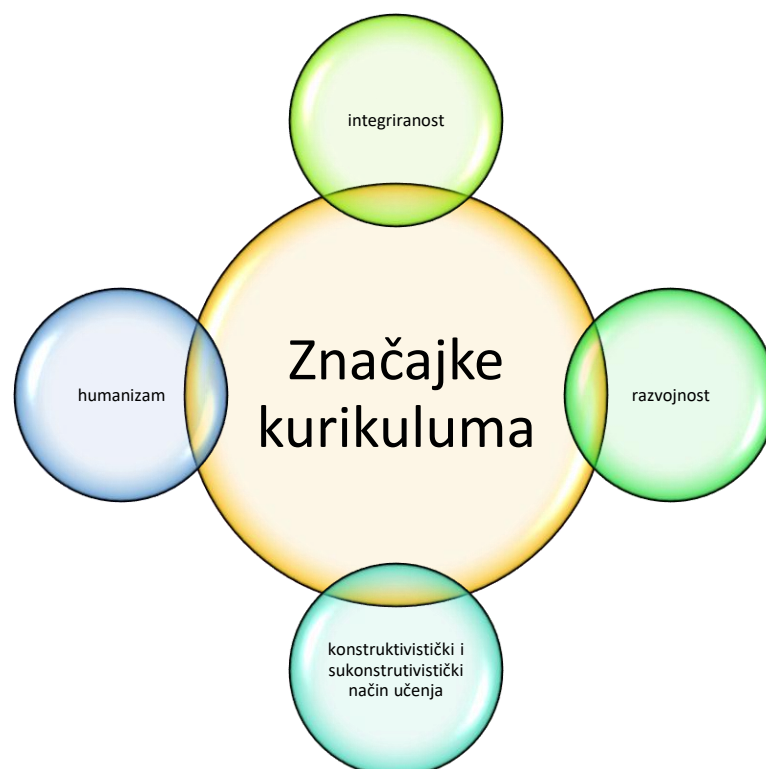 integriranost
Značajke
kurikuluma
humanizam
razvojnost
konstruktivistički i
sukonstrutivistički
način učenja